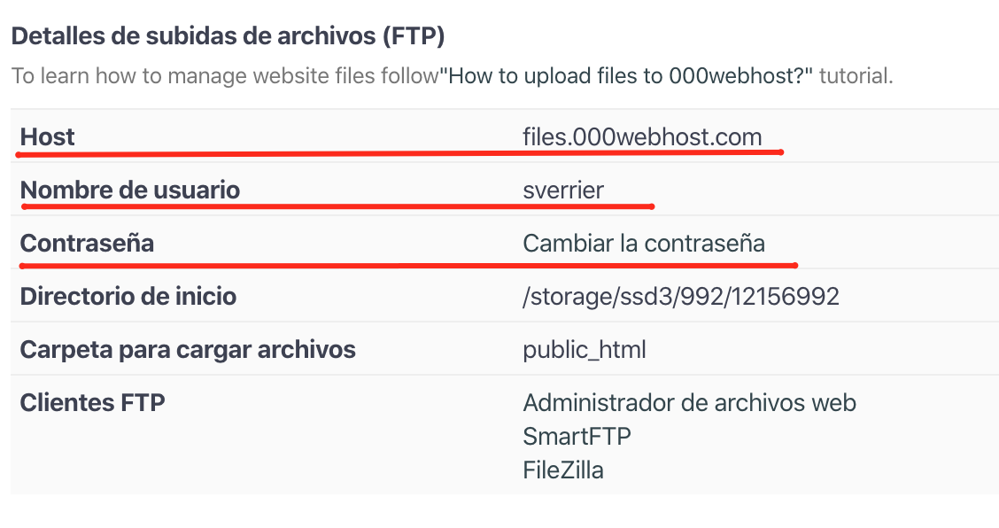 Detalles de subidas de archivos (FTP)
To learn how to manage website files follow"How to upload files to 000webhost?" tutorial.
Host files.000webhost.com
Nombre de usuario sverrier
Contraseña Cambiar la contraseña
Directorio de inicio /storage/ssd3/992/12156992
Carpeta para cargar archivos public_html
Clientes FTP Administrador de archivos web
SmartFTP
FileZilla